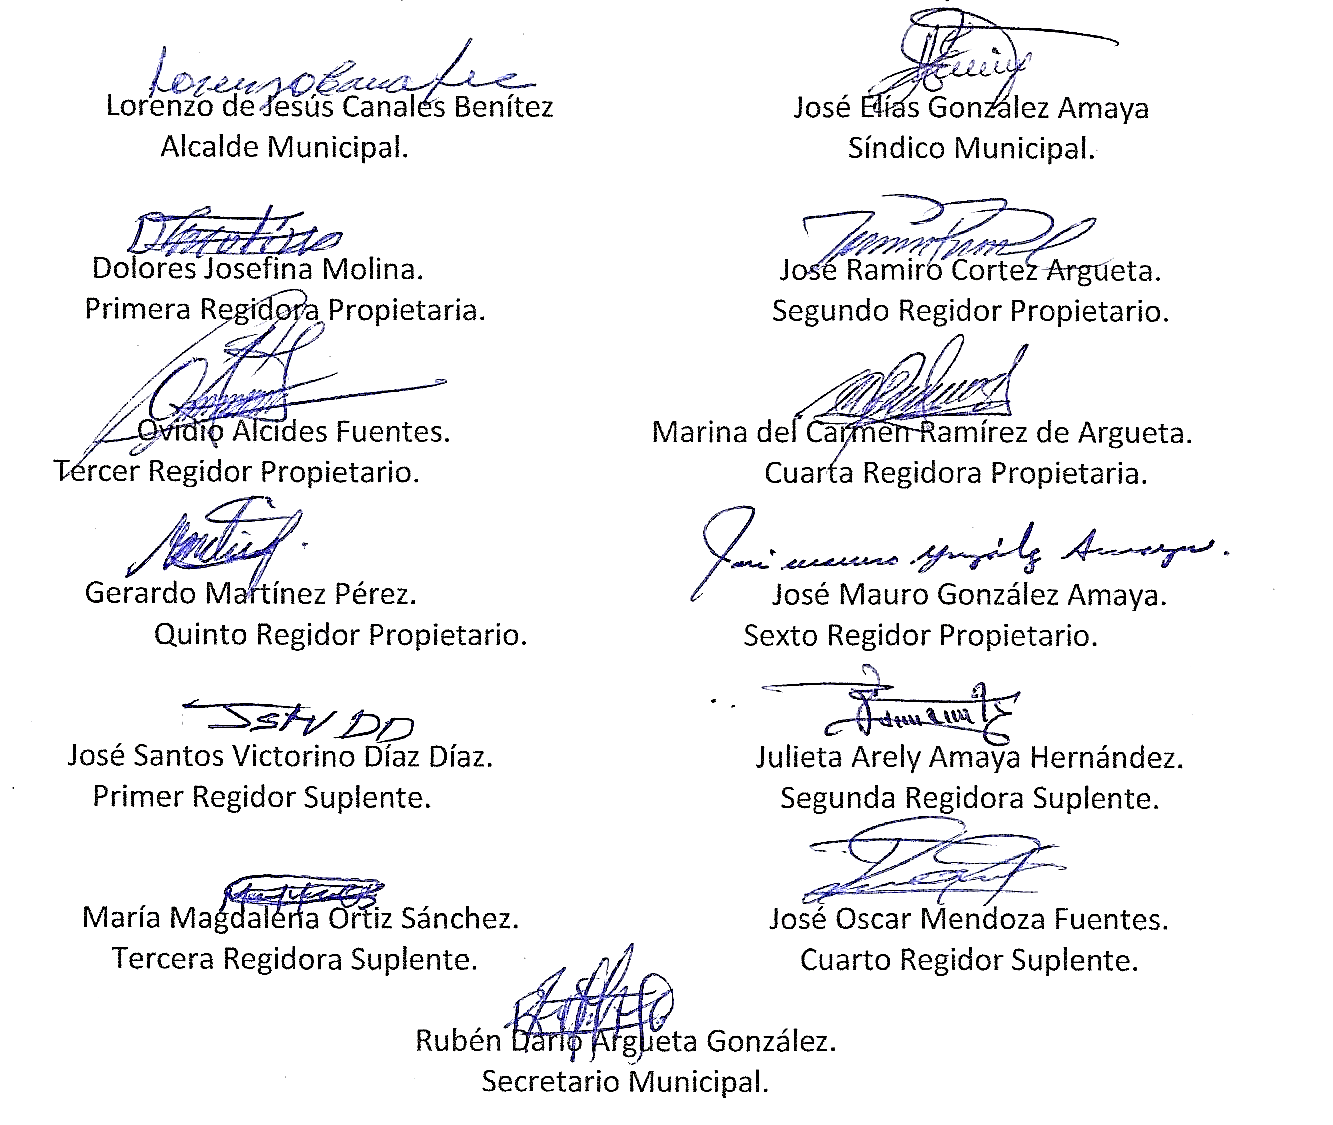 Lorenzo de Jesús Canales Benítez
Alcalde Municipal.
José Elías González Amaya
Síndico Municipal.
Dolores Josefina Molina.
Primera Regidora Propietaria.
José Ramiro Cortez Argueta.
Segundo Regidor Propietario.
Ovidio Alcides Fuentes.
Tercer Regidor Propietario.
Marina del Carmen Ramírez de Argueta.
Cuarta Regidora Propietaria.
Gerardo Martínez Pérez.
Quinto Regidor Propietario.
José Mauro González Amaya.
Sexto Regidor Propietario.
José Santos Victorino Díaz Díaz.
Primer Regidor Suplente.
Julieta Arely Amaya Hernández.
Segunda Regidora Suplente.
María Magdalena Ortiz Sánchez.
Tercera Regidora Suplente.
José Oscar Mendoza Fuentes.
Cuarto Regidor Suplente.
Rubén Darío Argueta González.
Secretario Municipal.